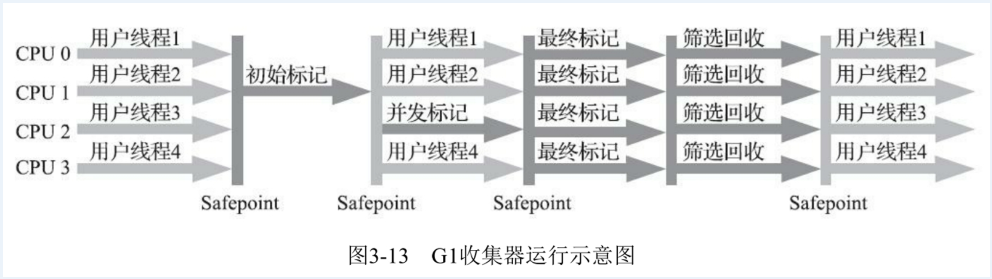 CPU 0 用户线程1 用户线程1 最终标记 筛选回收 用户线程1
CPU 1 用户线程2 初始标记 用户线程2 最终标记 筛选回收 用户线程2
CPU 2 用户线程3 并发标记 最终标记 筛选回收 用户线程3
CPU 3 用户线程4 用户线程4 最终标记 筛选回收 用户线程4
Safepoint Safepoint Safepoint Safepoint
图3-13 G1收集器运行示意图